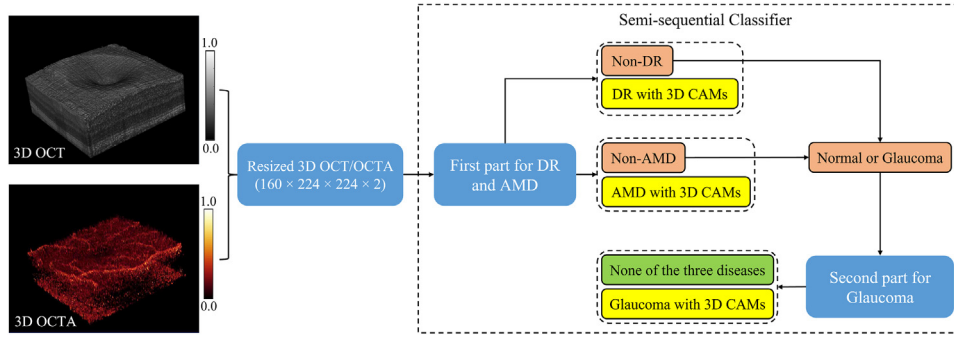 Semi-sequential Classifier
1.0
0.0
3D OCT
1.0
0.0
3D OCTA
Resized 3D OCT/OCTA
(160 × 224 × 224 × 2)
First part for DR
and AMD
Non-DR
DR with 3D CAMs
Non-AMD
AMD with 3D CAMs
Normal or Glaucoma
Second part for
Glaucoma
None of the three diseases
Glaucoma with 3D CAMs